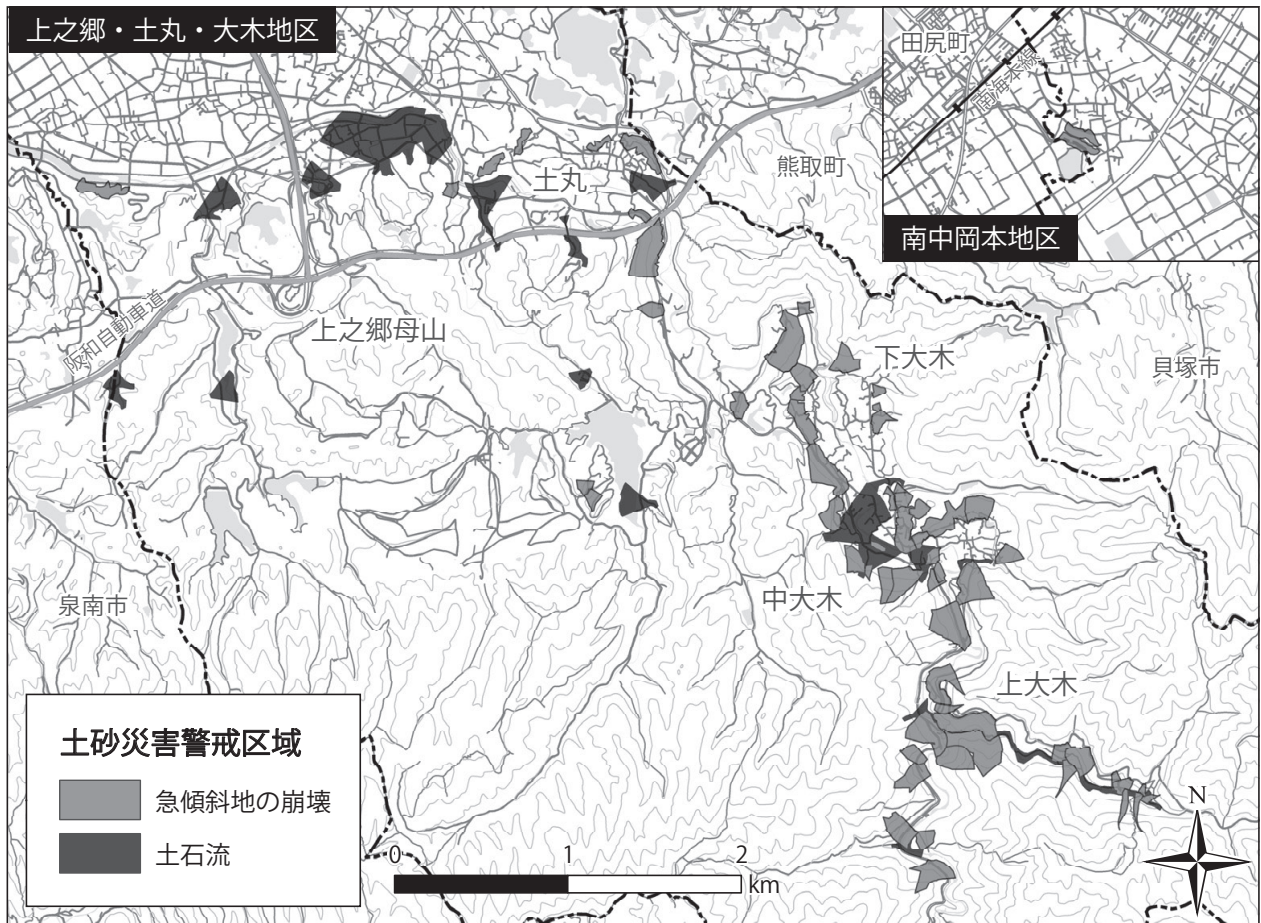 上之郷・土丸・大木地区
田尻町
南海本線
南中岡本地区
熊取町
土丸
阪和自動車道
上之郷母山
下大木
貝塚市
泉南市
中大木
上大木
土砂災害警戒区域
急傾斜地の崩壊
土石流
0 1 2
km
N